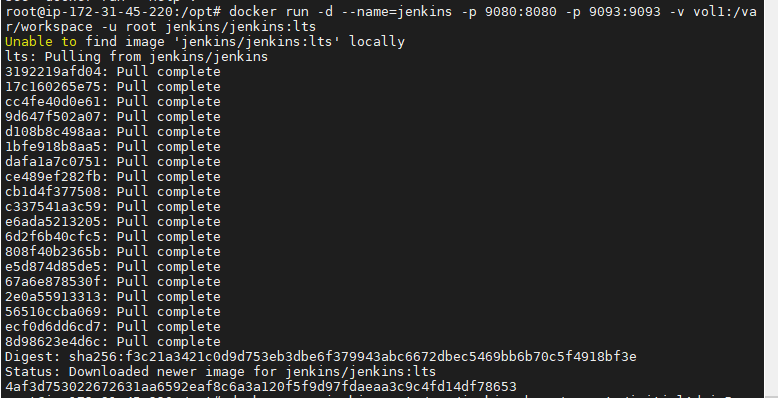 root@ip-172-31-45-220:/opt# docker run -d --name=jenkins -p 9080:8080 -p 9093:9093 -v vol1:/va
r/workspace -u root jenkins/jenkins:lts
Unable to find image 'jenkins/jenkins:lts' locally
lts: Pulling from jenkins/jenkins
3192219afd04: Pull complete
17c160265e75: Pull complete
cc4fe40d0e61: Pull complete
9d647f502a07: Pull complete
d108b8c498aa: Pull complete
1bfe918b8aa5: Pull complete
dafa1a7c0751: Pull complete
ce489ef282fb: Pull complete
cb1d4f377508: Pull complete
c337541a3c59: Pull complete
e6ada5213205: Pull complete
6d2f6b40cfc5: Pull complete
808f40b2365b: Pull complete
e5d874d85de5: Pull complete
67a6e878530f: Pull complete
2e0a55913313: Pull complete
56510ccba069: Pull complete
ecf0d6dd6cd7: Pull complete
8d98623e4d6c: Pull complete
Digest: sha256:f3c21a3421c0d9d753eb3dbe6f379943abc6672dbec5469bb6b70c5f4918bf3e
Status: Downloaded newer image for jenkins/jenkins:lts
4af3d753022672631aa6592eaf8c6a3a120f5f9d97fdaeaa3c9c4fd14df78653